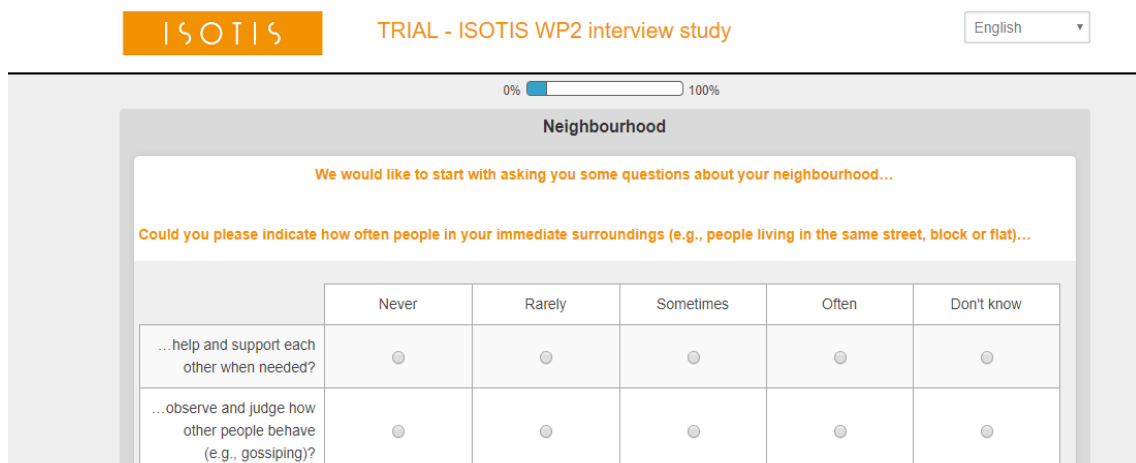 ISOTIS
TRIAL - ISOTIS WP2 interview study
English
0% 100%
Neighbourhood
We would like to start with asking you some questions about your neighbourhood…
Could you please indicate how often people in your immediate surroundings (e.g., people living in the same street, block or flat)…
Never Rarely Sometimes Often Don't know
…help and support each
other when needed?
…observe and judge how
other people behave
(e.g., gossiping)?